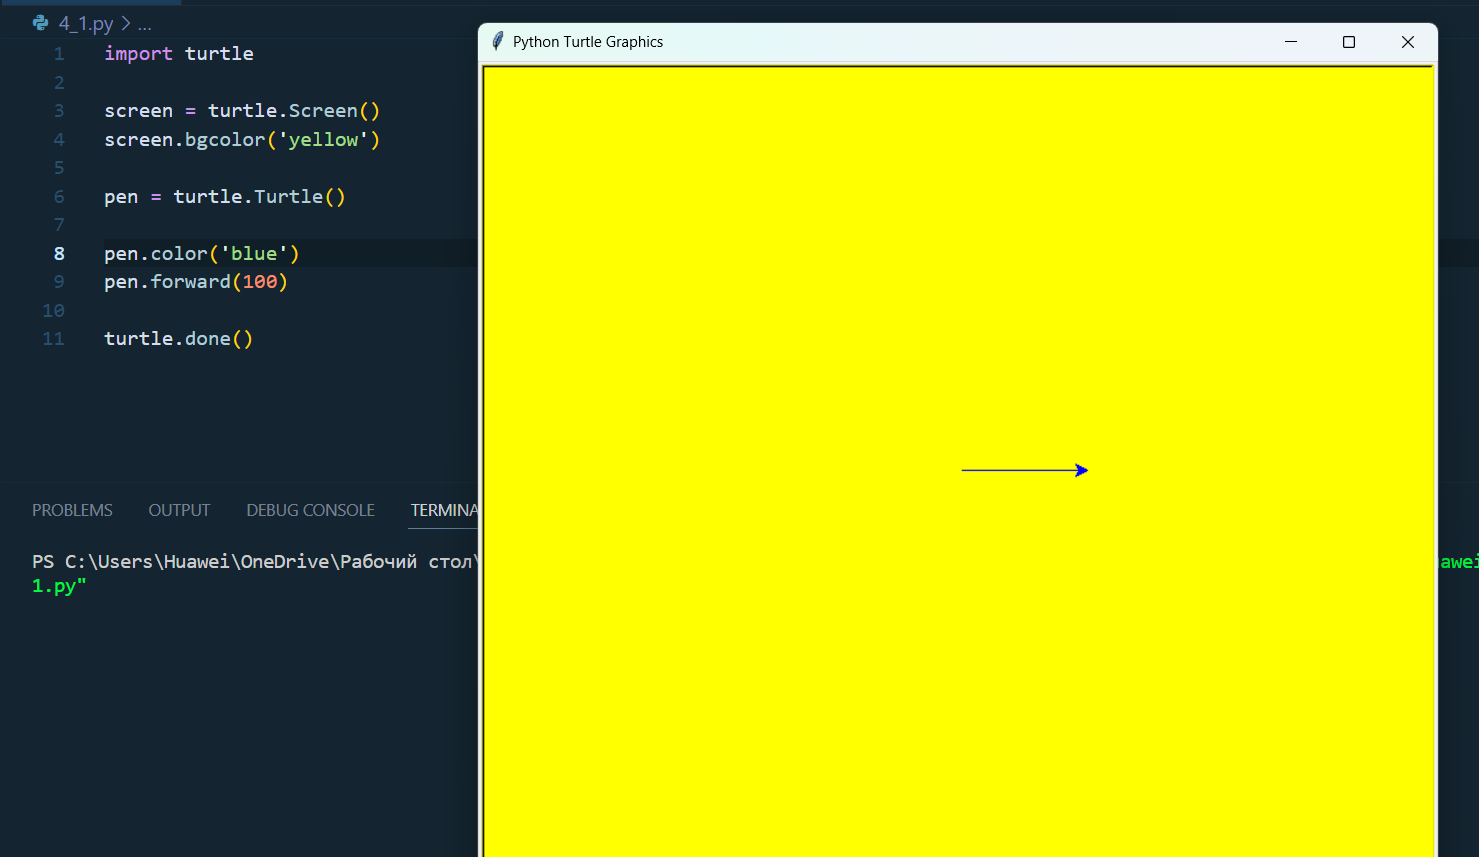 4_1.py > ...
1 import turtle
2
3 screen = turtle.Screen()
4 screen.bgcolor('yellow')
5
6 pen = turtle.Turtle()
7
8 pen.color('blue')
9 pen.forward(100)
10
11 turtle.done()
Python Turtle Graphics
PROBLEMS OUTPUT DEBUG CONSOLE TERMINA
PS C:\Users\Huawei\OneDrive\Рабочий стол\ awei
1.py"